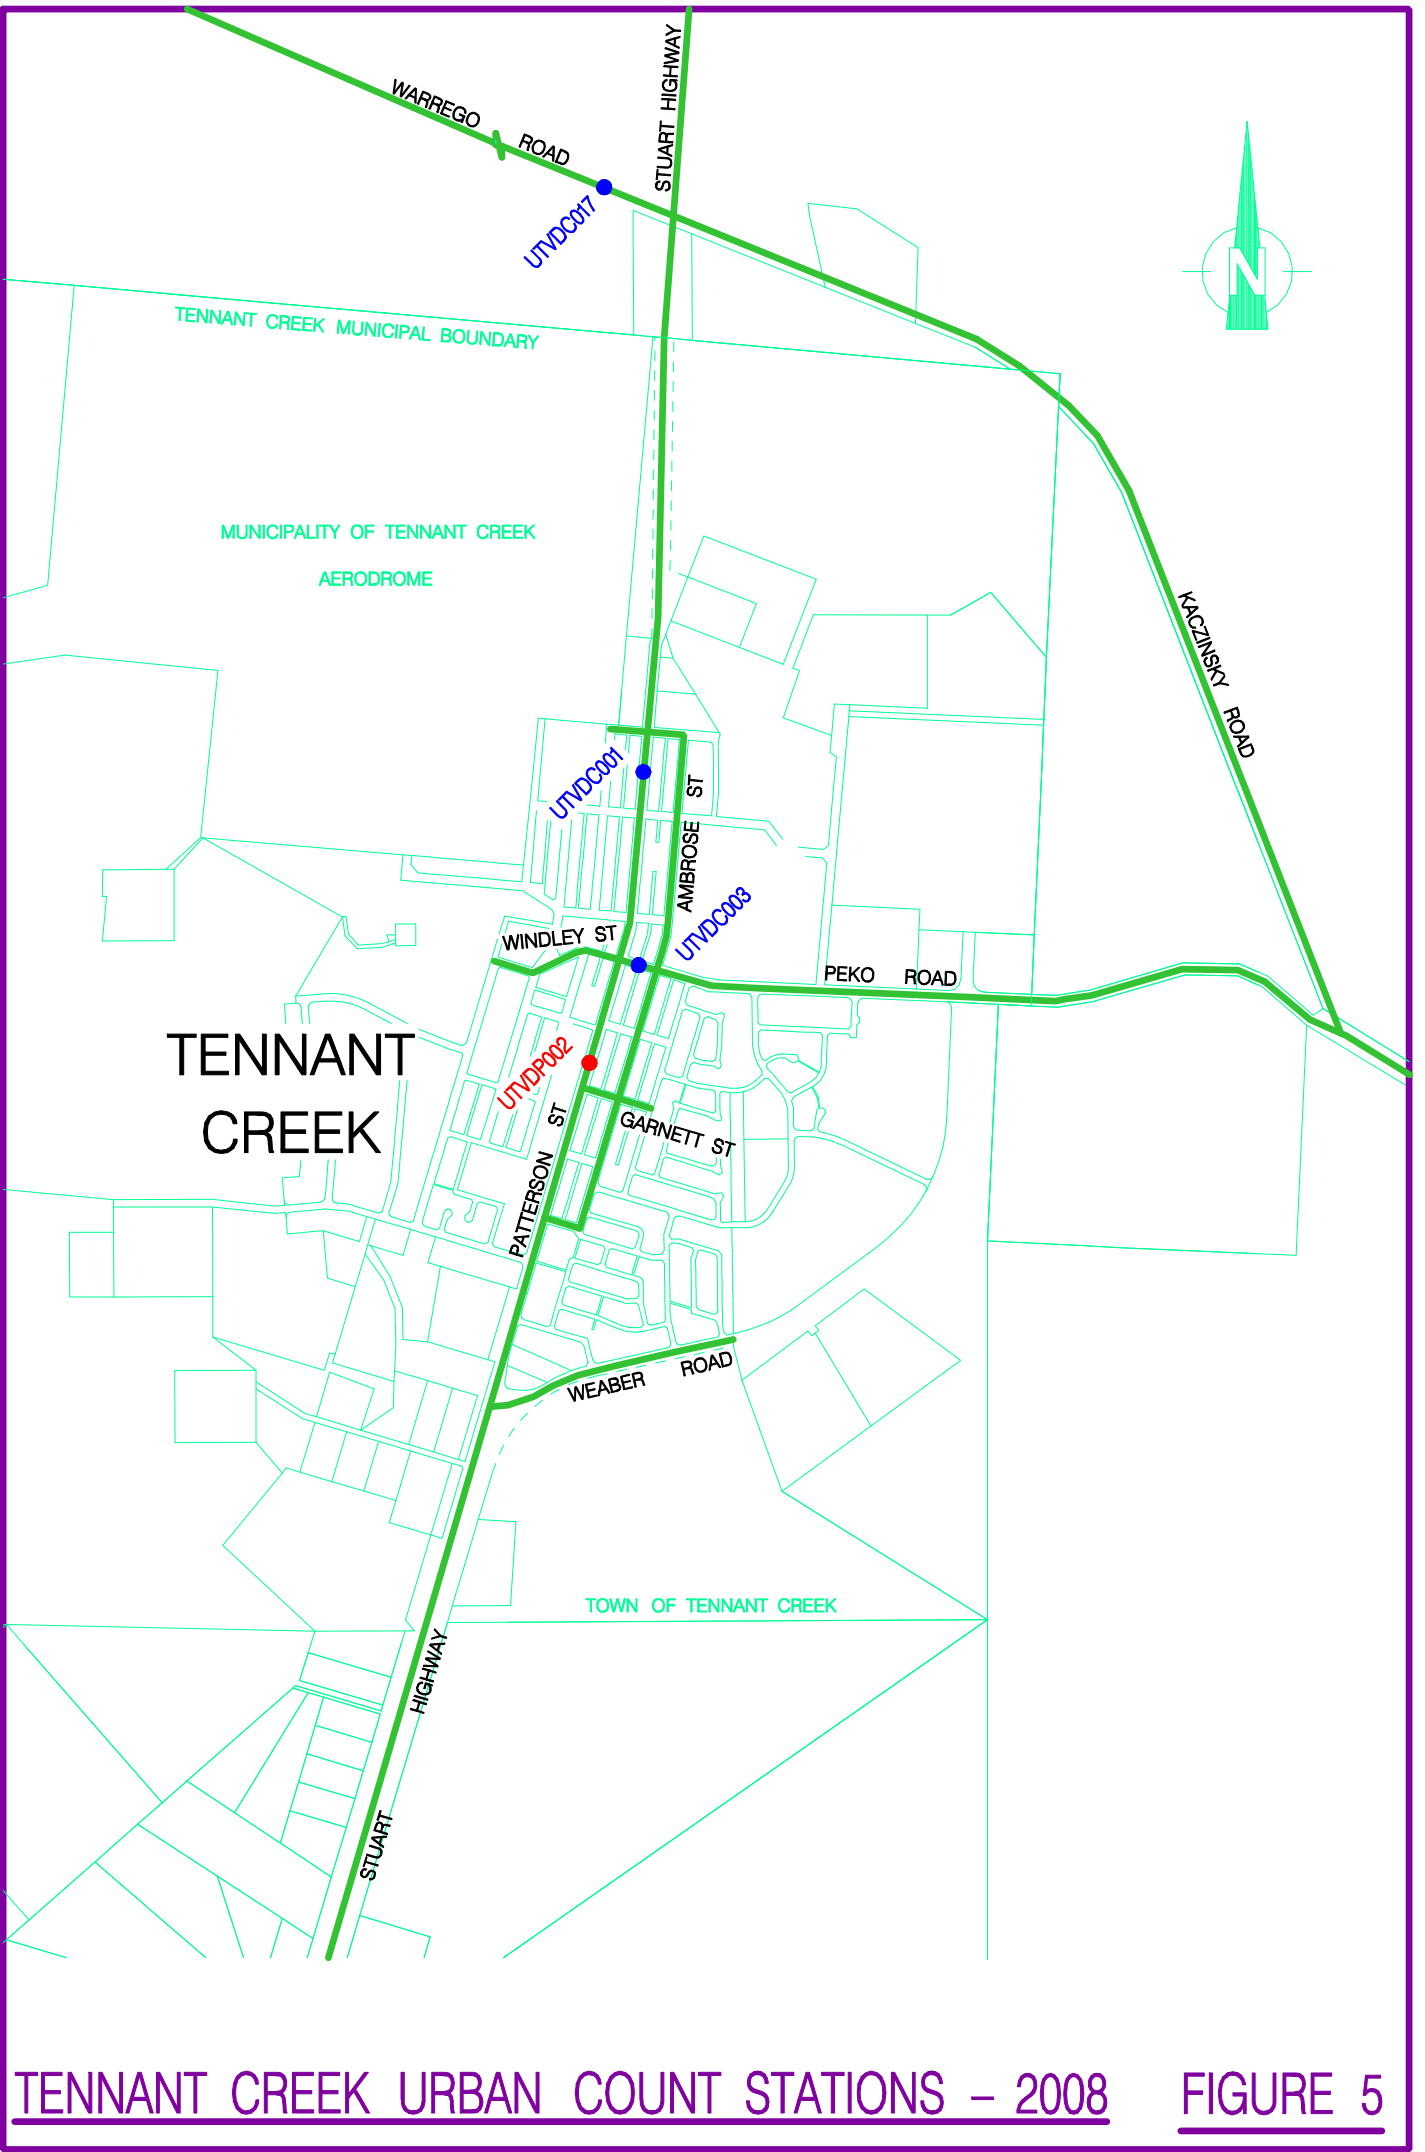 STUART HIGHWAY
WARREGO ROAD
UTVDC017
N
TENNANT CREEK MUNICIPAL BOUNDARY
MUNICIPALITY OF TENNANT CREEK
AERODROME
KACZINSKY ROAD
UTVDC001
AMBROSE ST
UTVDC003
WINDLEY ST
PEKO ROAD
TENNANT
CREEK
UTVDP002
GARNETT ST
PATTERSON ST
WEABER ROAD
TOWN OF TENNANT CREEK
STUART HIGHWAY
TENNANT CREEK URBAN COUNT STATIONS – 2008
FIGURE 5